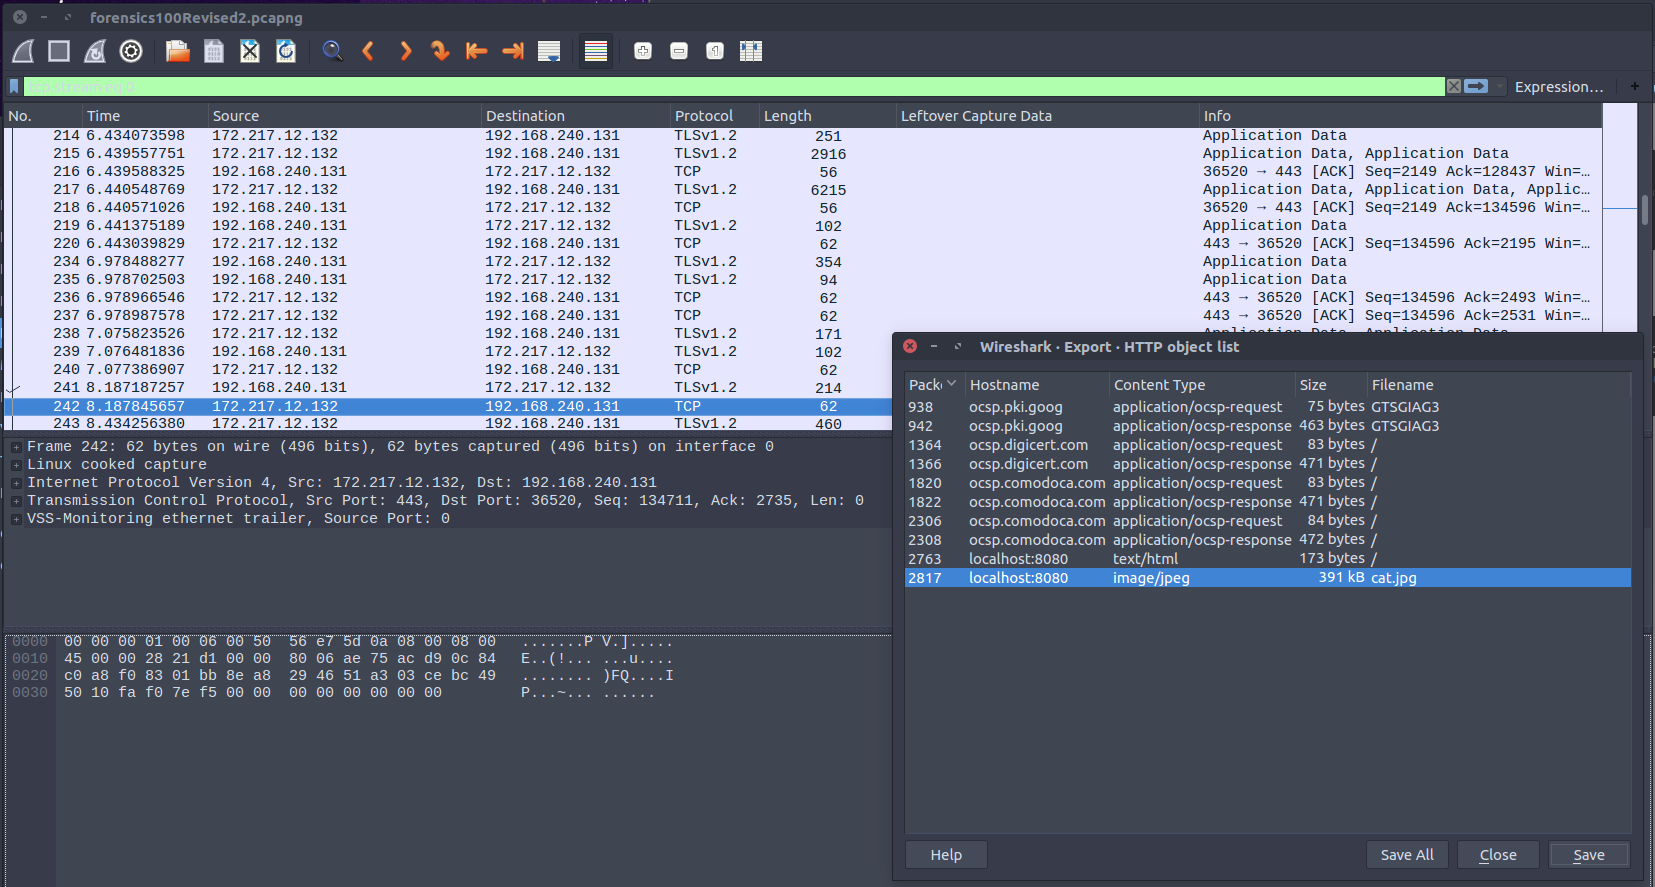 forensics100Revised2.pcapng
Expression… +
No. Time Source Destination Protocol Length Leftover Capture Data Info
214 6.434073598 172.217.12.132 192.168.240.131 TLSv1.2 251 Application Data
215 6.439557751 172.217.12.132 192.168.240.131 TLSv1.2 2916 Application Data, Application Data
216 6.439588325 192.168.240.131 172.217.12.132 TCP 56 36520 → 443 [ACK] Seq=2149 Ack=128437 Win=…
217 6.440548769 172.217.12.132 192.168.240.131 TLSv1.2 6215 Application Data, Application Data, Applic…
218 6.440571026 192.168.240.131 172.217.12.132 TCP 56 36520 → 443 [ACK] Seq=2149 Ack=134596 Win=…
219 6.441375189 192.168.240.131 172.217.12.132 TLSv1.2 102 Application Data
220 6.443039829 172.217.12.132 192.168.240.131 TCP 62 443 → 36520 [ACK] Seq=134596 Ack=2195 Win=…
234 6.978488277 192.168.240.131 172.217.12.132 TLSv1.2 354 Application Data
235 6.978702503 192.168.240.131 172.217.12.132 TLSv1.2 94 Application Data
236 6.978966546 172.217.12.132 192.168.240.131 TCP 62 443 → 36520 [ACK] Seq=134596 Ack=2493 Win=…
237 6.978987578 172.217.12.132 192.168.240.131 TCP 62 443 → 36520 [ACK] Seq=134596 Ack=2531 Win=…
238 7.075823526 172.217.12.132 192.168.240.131 TLSv1.2 171
239 7.076481836 192.168.240.131 172.217.12.132 TLSv1.2 102
240 7.077386907 172.217.12.132 192.168.240.131 TCP 62
241 8.187187257 192.168.240.131 172.217.12.132 TLSv1.2 214
242 8.187845657 172.217.12.132 192.168.240.131 TCP 62
243 8.434256380 172.217.12.132 192.168.240.131 TLSv1.2 460
Frame 242: 62 bytes on wire (496 bits), 62 bytes captured (496 bits) on interface 0
Linux cooked capture
Internet Protocol Version 4, Src: 172.217.12.132, Dst: 192.168.240.131
Transmission Control Protocol, Src Port: 443, Dst Port: 36520, Seq: 134711, Ack: 2735, Len: 0
VSS-Monitoring ethernet trailer, Source Port: 0
0000 00 00 00 01 00 06 00 50 56 e7 5d 0a 08 00 08 00 .......P V.].....
0010 45 00 00 28 21 d1 00 00 80 06 ae 75 ac d9 0c 84 E..(!... ...u....
0020 c0 a8 f0 83 01 bb 8e a8 29 46 51 a3 03 ce bc 49 ........ )FQ....I
0030 50 10 fa f0 7e f5 00 00 00 00 00 00 00 00 P...~... ......
Wireshark · Export · HTTP object list
Packe Hostname Content Type Size Filename
938 ocsp.pki.goog application/ocsp-request 75 bytes GTSGIAG3
942 ocsp.pki.goog application/ocsp-response 463 bytes GTSGIAG3
1364 ocsp.digicert.com application/ocsp-request 83 bytes /
1366 ocsp.digicert.com application/ocsp-response 471 bytes /
1820 ocsp.comodoca.com application/ocsp-request 83 bytes /
1822 ocsp.comodoca.com application/ocsp-response 471 bytes /
2306 ocsp.comodoca.com application/ocsp-request 84 bytes /
2308 ocsp.comodoca.com application/ocsp-response 472 bytes /
2763 localhost:8080 text/html 173 bytes /
2817 localhost:8080 image/jpeg 391 kB cat.jpg
Help Save All Close Save